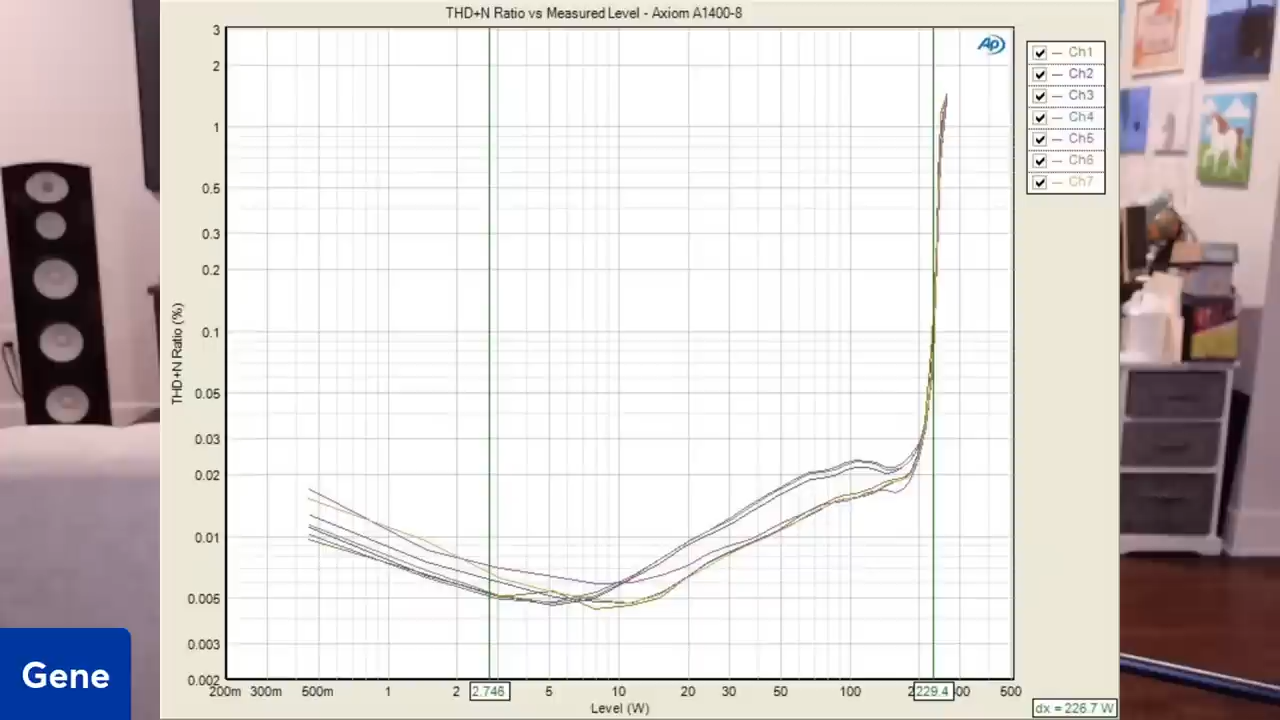 THD+N Ratio vs Measured Level - Axiom A1400-8
AP
3
2
1
0.5
0.3
0.2
0.1
0.05
0.03
0.02
0.01
0.005
0.003
0.002
THD+N Ratio (%)
200m 300m 500m 1 2 2.746 5 10 20 30 50 100 229.4 500
Level (W)
Ch1
Ch2
Ch3
Ch4
Ch5
Ch6
Ch7
dx = 226.7 W
Gene